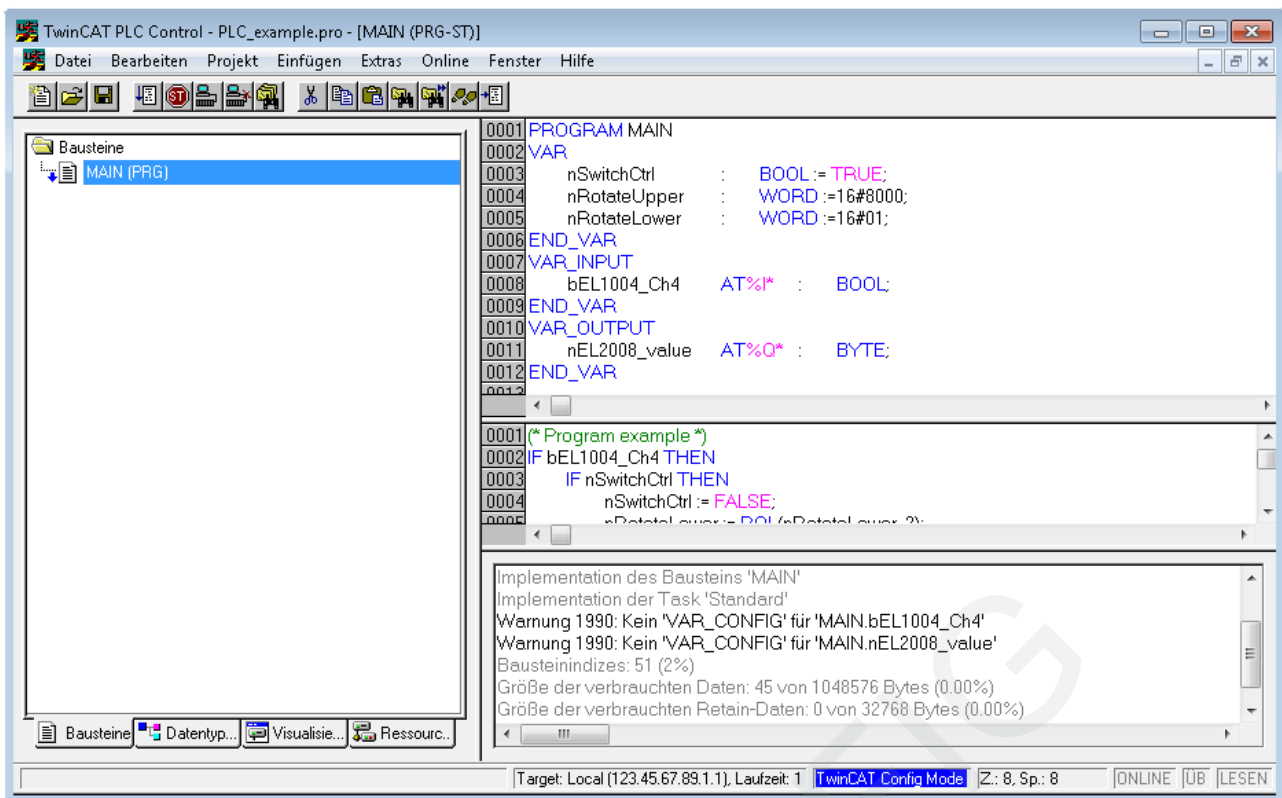 TwinCAT PLC Control - PLC_example.pro - [MAIN (PRG-ST)]
Datei Bearbeiten Projekt Einfügen Extras Online Fenster Hilfe
Bausteine
MAIN (PRG)
Bausteine Datentyp... Visualisie... Ressourc..
0001 PROGRAM MAIN
0002 VAR
0003 nSwitchCtrl : BOOL := TRUE;
0004 nRotateUpper : WORD :=16#8000;
0005 nRotateLower : WORD :=16#01;
0006 END_VAR
0007 VAR_INPUT
0008 bEL1004_Ch4 AT%I* : BOOL;
0009 END_VAR
0010 VAR_OUTPUT
0011 nEL2008_value AT%Q* : BYTE;
0012 END_VAR
0013
0001 (* Program example *)
0002 IF bEL1004_Ch4 THEN
0003 IF nSwitchCtrl THEN
0004 nSwitchCtrl := FALSE;
0005 nRotateLower := ROL(nRotateLower, 2);
Implementation des Bausteins 'MAIN'
Implementation der Task 'Standard'
Warnung 1990: Kein 'VAR_CONFIG' für 'MAIN.bEL1004_Ch4'
Warnung 1990: Kein 'VAR_CONFIG' für 'MAIN.nEL2008_value'
Bausteinindizes: 51 (2%)
Größe der verbrauchten Daten: 45 von 1048576 Bytes (0.00%)
Größe der verbrauchten Retain-Daten: 0 von 32768 Bytes (0.00%)
Target: Local (123.45.67.89.1.1), Laufzeit: 1 TwinCAT Config Mode Z.: 8, Sp.: 8 ONLINE ÜB LESEN